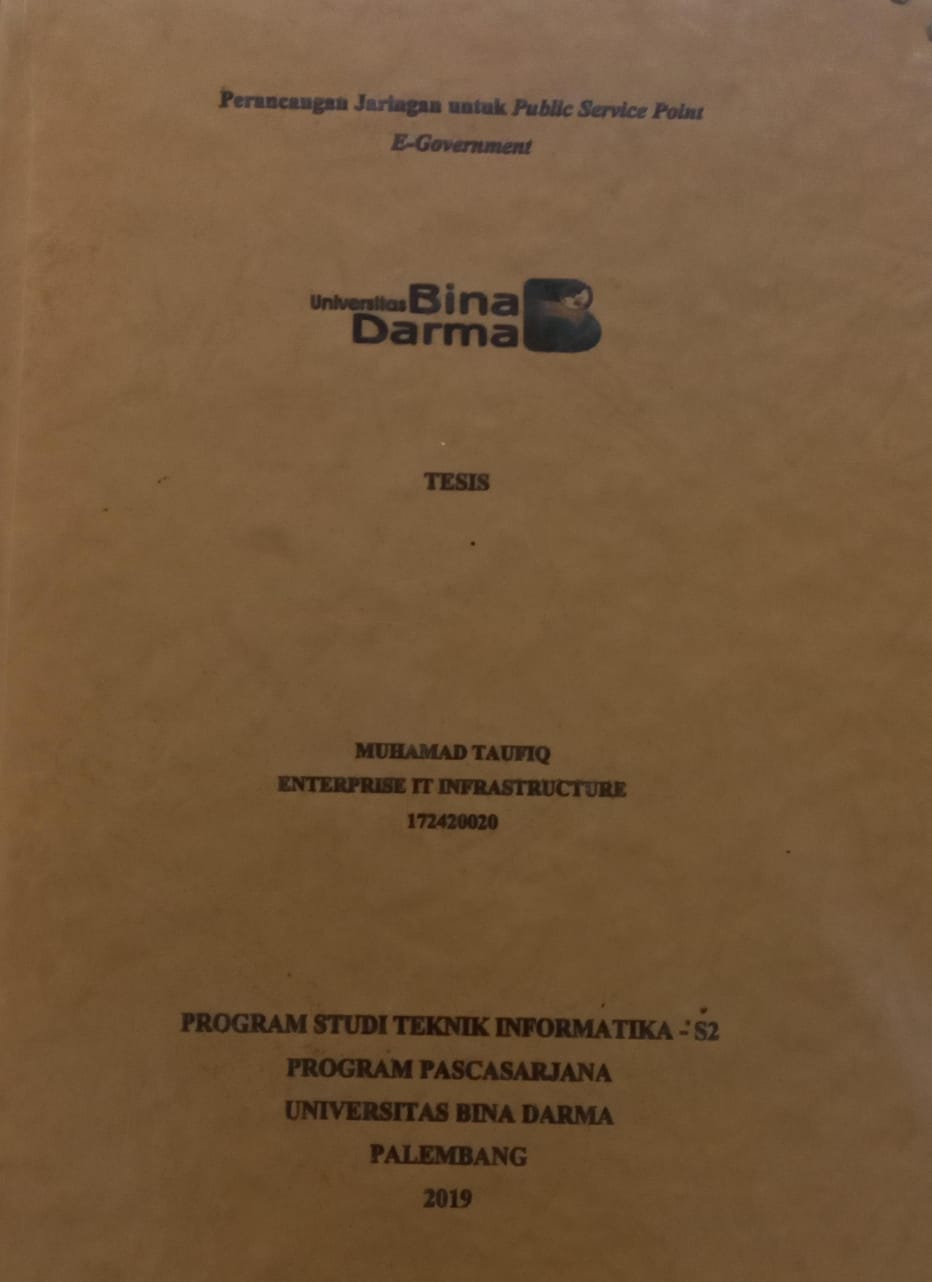 Perancangan Jaringan untuk Public Service Point
E-Government
Universitas Bina
Darma
TESIS
MUHAMAD TAUFIQ
ENTERPRISE IT INFRASTRUCTURE
172420020
PROGRAM STUDI TEKNIK INFORMATIKA - S2
PROGRAM PASCASARJANA
UNIVERSITAS BINA DARMA
PALEMBANG
2019